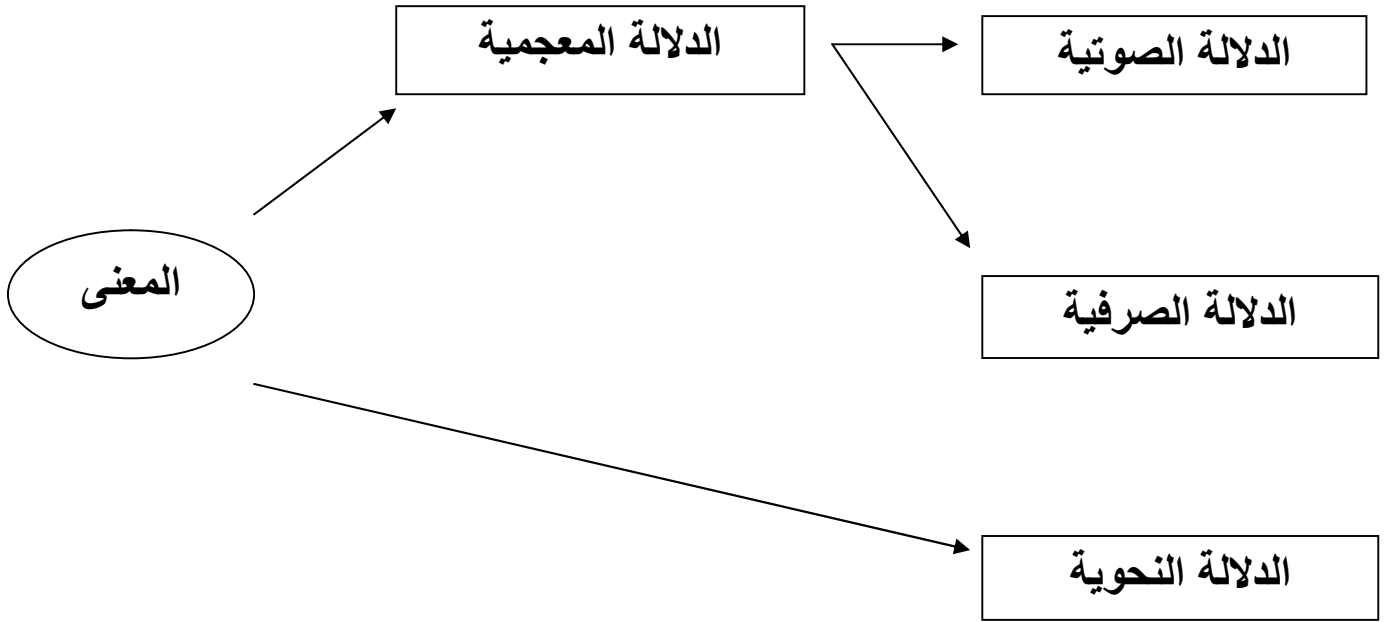 الدلالة المعجمية
الدلالة الصوتية
المعنى
الدلالة الصرفية
الدلالة النحوية